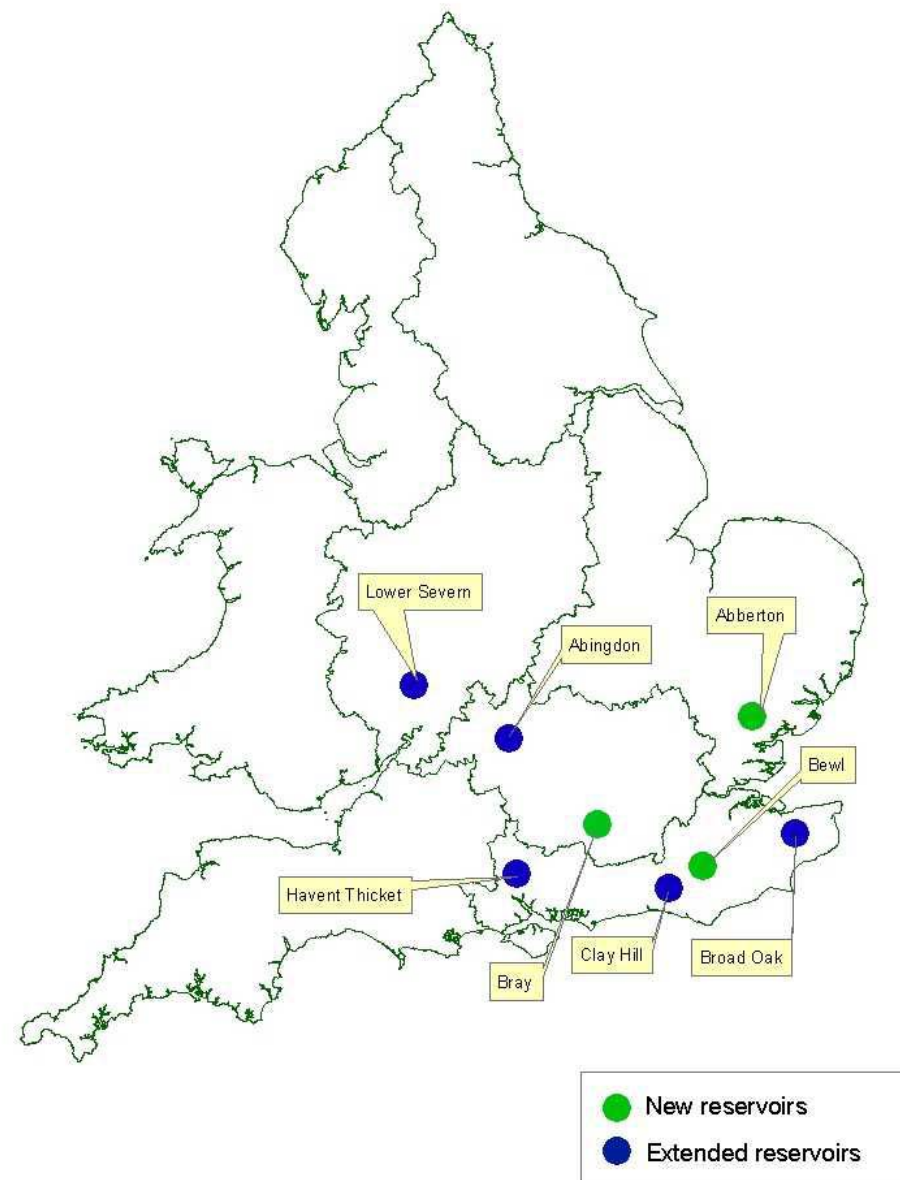 Lower Severn
Abingdon
Abberton
Bewl
Havent Thicket
Bray
Clay Hill
Broad Oak
New reservoirs
Extended reservoirs